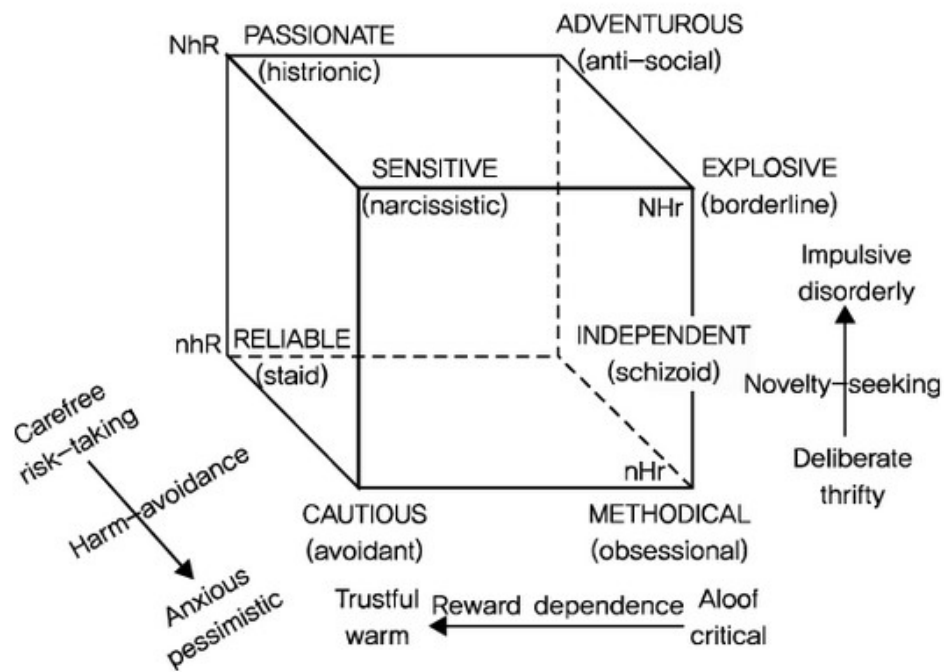 NhR
PASSIONATE
(histrionic)
ADVENTUROUS
(anti-social)
SENSITIVE
(narcissistic)
EXPLOSIVE
(borderline)
NHr
Impulsive
disorderly
nhR
RELIABLE
(staid)
INDEPENDENT
(schizoid)
Novelty-seeking
Carefree
risk-taking
Harm-avoidance
Anxious
pessimistic
nHr
Deliberate
thrifty
CAUTIOUS
(avoidant)
METHODICAL
(obsessional)
Trustful
warm
Reward dependence
Aloof
critical